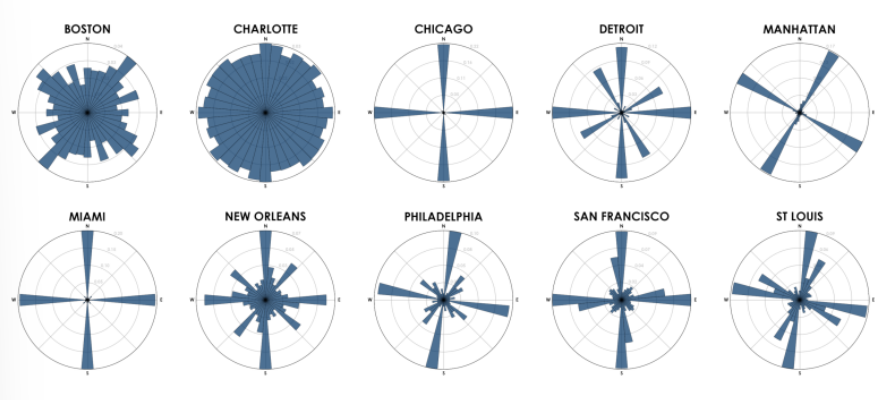 BOSTON CHARLOTTE CHICAGO DETROIT MANHATTAN
N N N N N
W E W E W E W E W E
S S S S S
MIAMI NEW ORLEANS PHILADELPHIA SAN FRANCISCO ST LOUIS
N N N N N
W E W E W E W E W E
S S S S S